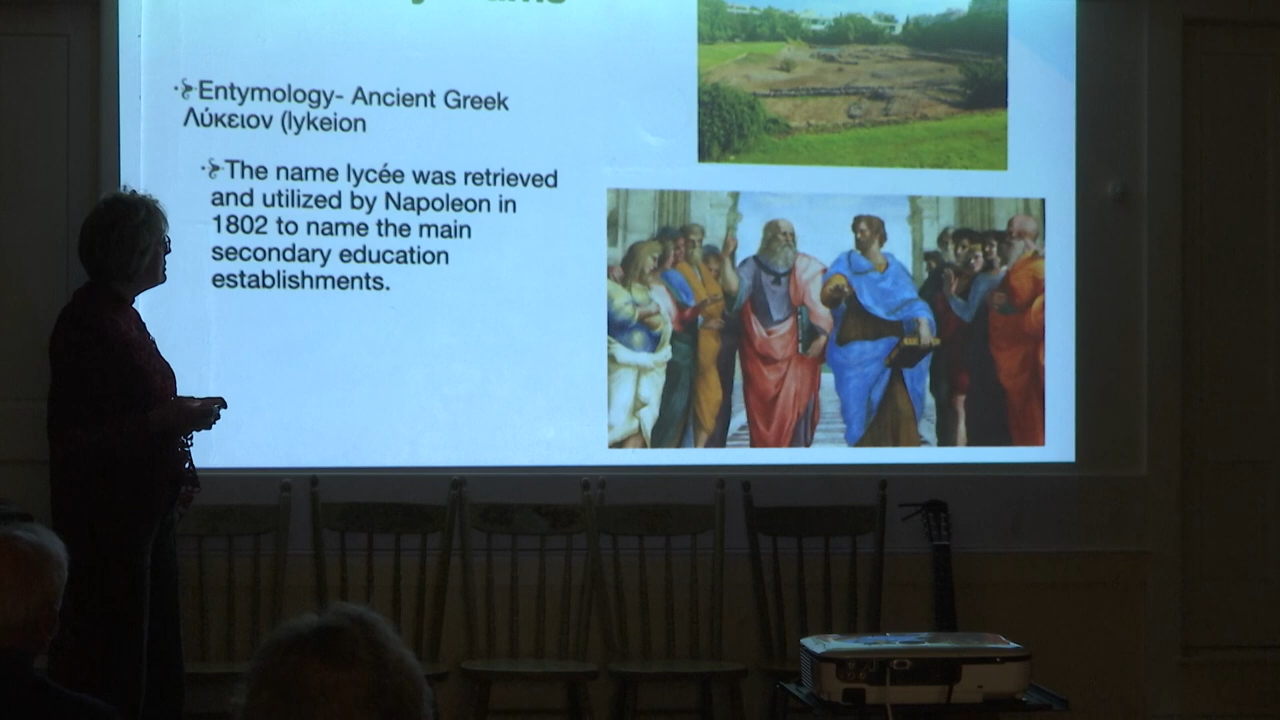 Entymology- Ancient Greek
Λύκειον (lykeion
The name lycée was retrieved
and utilized by Napoleon in
1802 to name the main
secondary education
establishments.